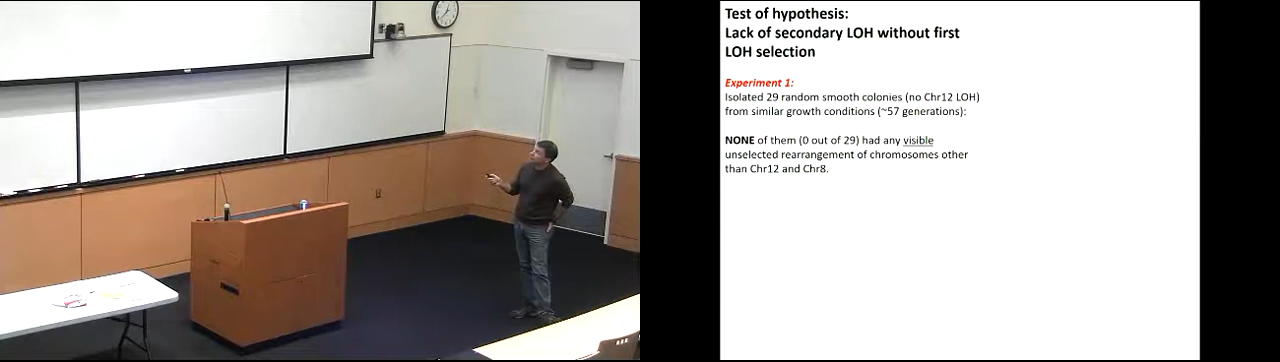 Test of hypothesis:
Lack of secondary LOH without first
LOH selection
Experiment 1:
Isolated 29 random smooth colonies (no Chr12 LOH)
from similar growth conditions (~57 generations):
NONE of them (0 out of 29) had any visible
unselected rearrangement of chromosomes other
than Chr12 and Chr8.